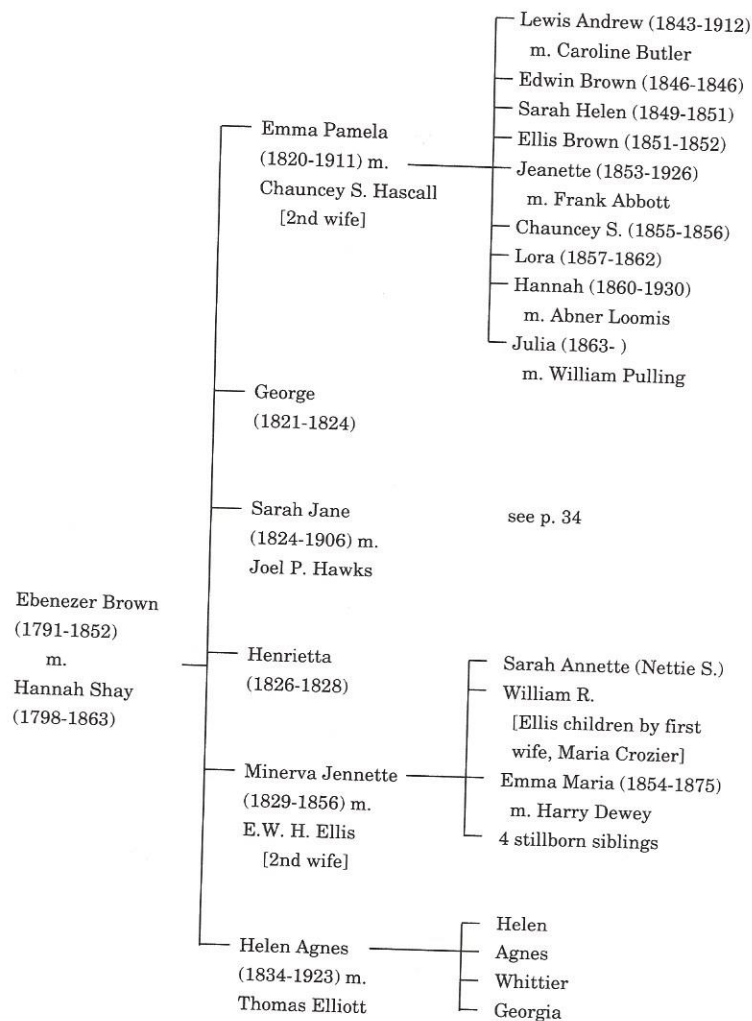 Lewis Andrew (1843-1912)
m. Caroline Butler
Edwin Brown (1846-1846)
Sarah Helen (1849-1851)
Ellis Brown (1851-1852)
Jeanette (1853-1926)
m. Frank Abbott
Chauncey S. (1855-1856)
Lora (1857-1862)
Hannah (1860-1930)
m. Abner Loomis
Julia (1863- )
m. William Pulling
Emma Pamela
(1820-1911) m.
Chauncey S. Hascall
[2nd wife]
George
(1821-1824)
Sarah Jane
(1824-1906) m.
Joel P. Hawks
see p. 34
Ebenezer Brown
(1791-1852)
m.
Hannah Shay
(1798-1863)
Henrietta
(1826-1828)
Minerva Jennette
(1829-1856) m.
E.W. H. Ellis
[2nd wife]
Sarah Annette (Nettie S.)
William R.
[Ellis children by first
wife, Maria Crozier]
Emma Maria (1854-1875)
m. Harry Dewey
4 stillborn siblings
Helen Agnes
(1834-1923) m.
Thomas Elliott
Helen
Agnes
Whittier
Georgia